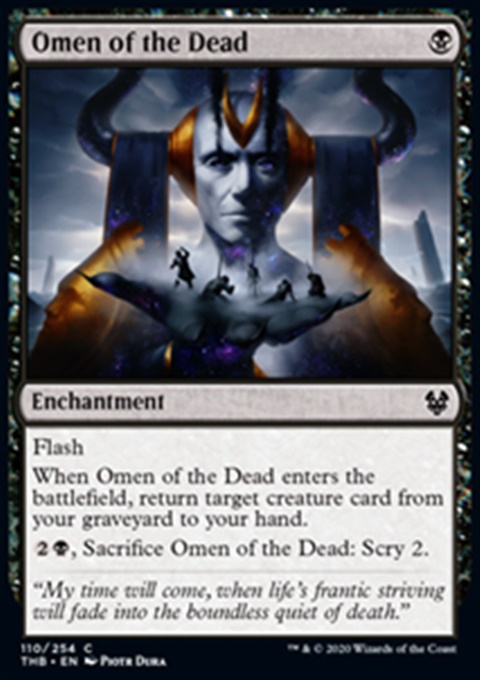 Omen of the Dead
Enchantment
Flash
When Omen of the Dead enters the
battlefield, return target creature card from
your graveyard to your hand.
2, Sacrifice Omen of the Dead: Scry 2.
“My time will come, when life’s frantic striving
will fade into the boundless quiet of death.”
110/254 C
THB • EN Piotr Dura
™ & © 2020 Wizards of the Coast